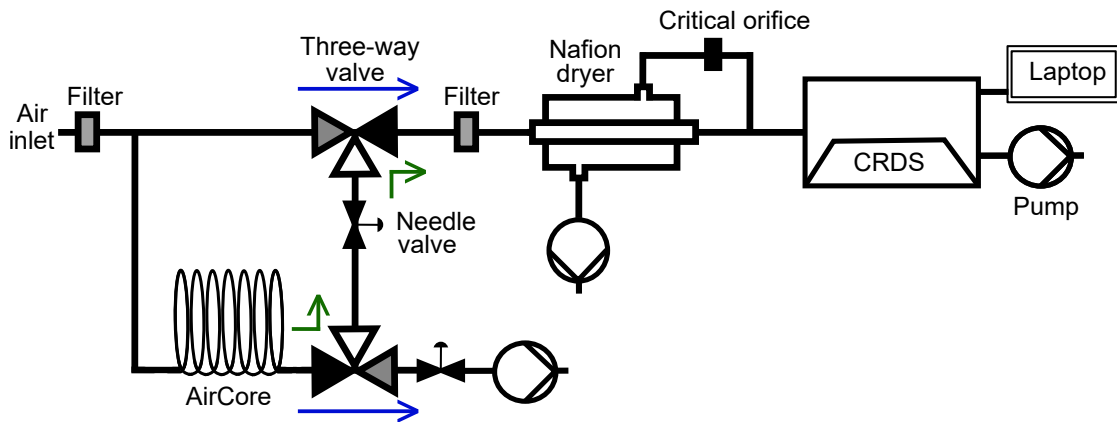 Critical orifice
Three-way
valve
Nafion
dryer
Filter
Filter
Laptop
Air
inlet
CRDS
Pump
Needle
valve
AirCore